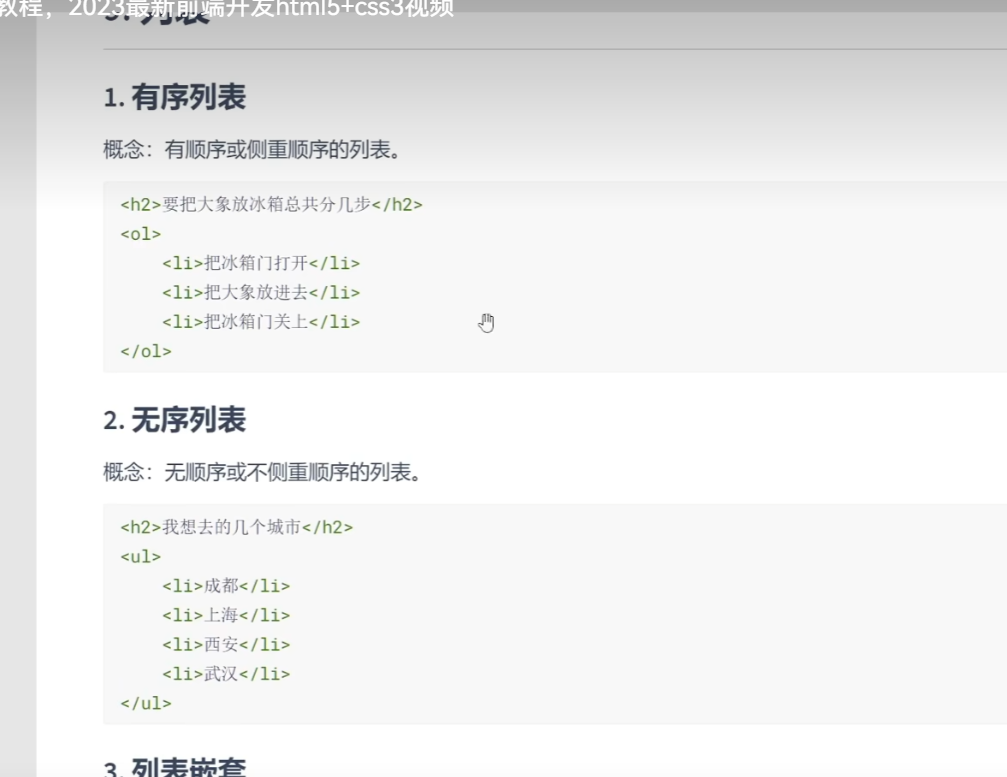 教程，2023最新前端开发html5+css3视频
列表
1. 有序列表
概念：有顺序或侧重顺序的列表。
<h2>要把大象放冰箱总共分几步</h2>
<ol>
<li>把冰箱门打开</li>
<li>把大象放进去</li>
<li>把冰箱门关上</li>
</ol>
2. 无序列表
概念：无顺序或不侧重顺序的列表。
<h2>我想去的几个城市</h2>
<ul>
<li>成都</li>
<li>上海</li>
<li>西安</li>
<li>武汉</li>
</ul>
3. 列表嵌套